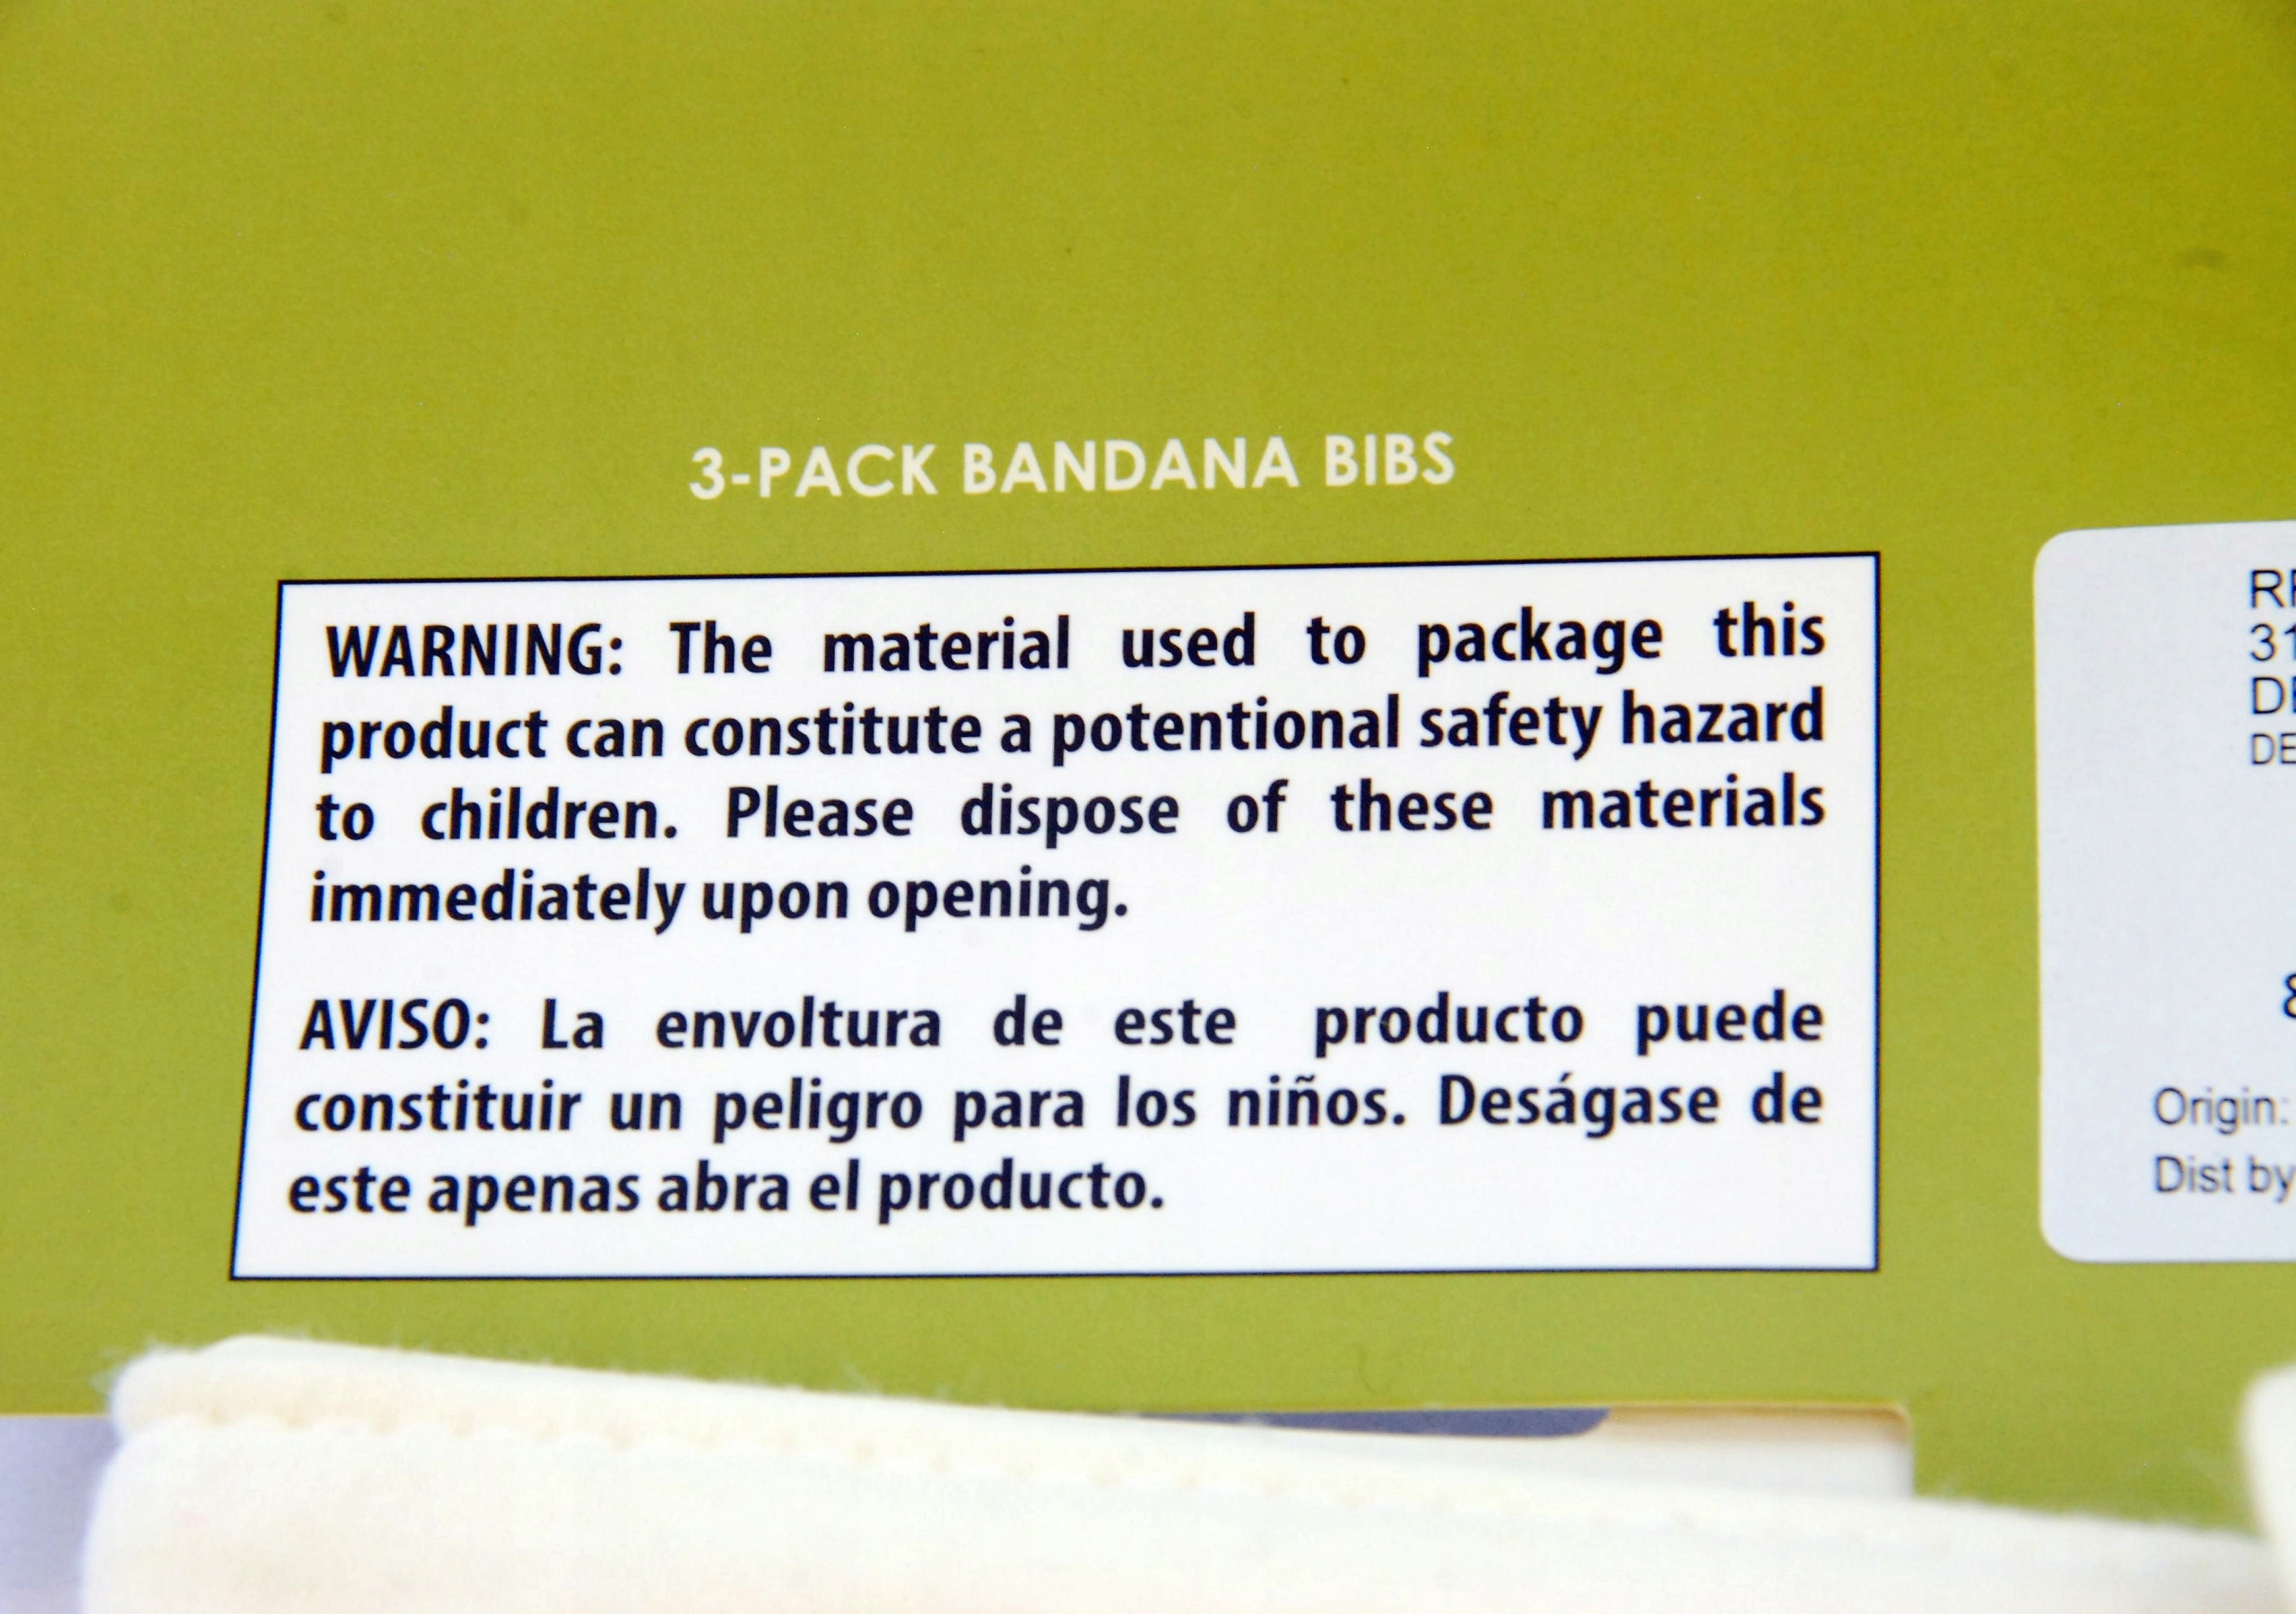 3-PACK BANDANA BIBS
WARNING: The material used to package this
product can constitute a potentional safety hazard
to children. Please dispose of these materials
immediately upon opening.
AVISO: La envoltura de este producto puede
constituir un peligro para los niños. Deságase de
este apenas abra el producto.
31
Origin:
Dist by